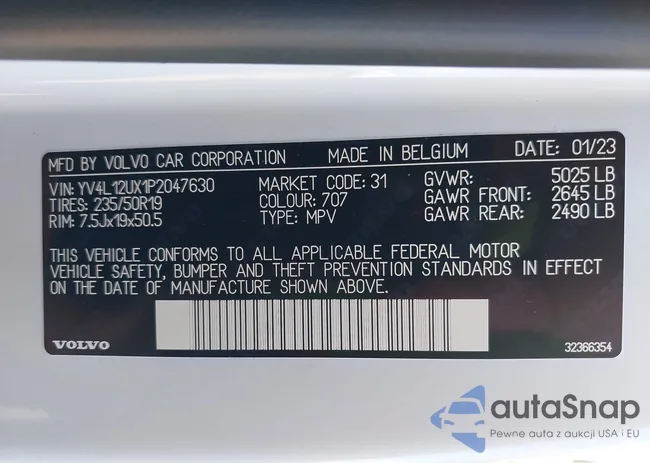 MFD BY VOLVO CAR CORPORATION MADE IN BELGIUM DATE: 01/23
VIN: YV4L12UX1P2047630 MARKET CODE: 31 GVWR: 5025 LB
TIRES: 235/50R19 COLOUR: 707 GAWR FRONT: 2645 LB
RIM: 7.5Jx19x50.5 TYPE: MPV GAWR REAR: 2490 LB
THIS VEHICLE CONFORMS TO ALL APPLICABLE FEDERAL MOTOR
VEHICLE SAFETY, BUMPER AND THEFT PREVENTION STANDARDS IN EFFECT
ON THE DATE OF MANUFACTURE SHOWN ABOVE.
VOLVO 32366354
autaSnap
Pewne auta z aukcji USA i EU